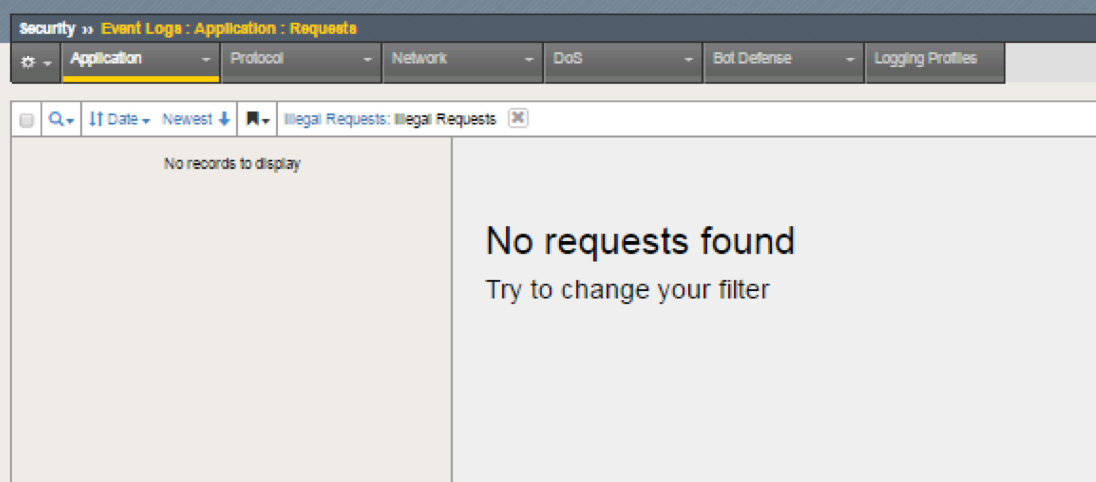 Security » Event Logs : Application : Requests
Application Protocol Network DoS Bot Defense Logging Profiles
Date Newest Illegal Requests: Illegal Requests
No records to display
No requests found
Try to change your filter